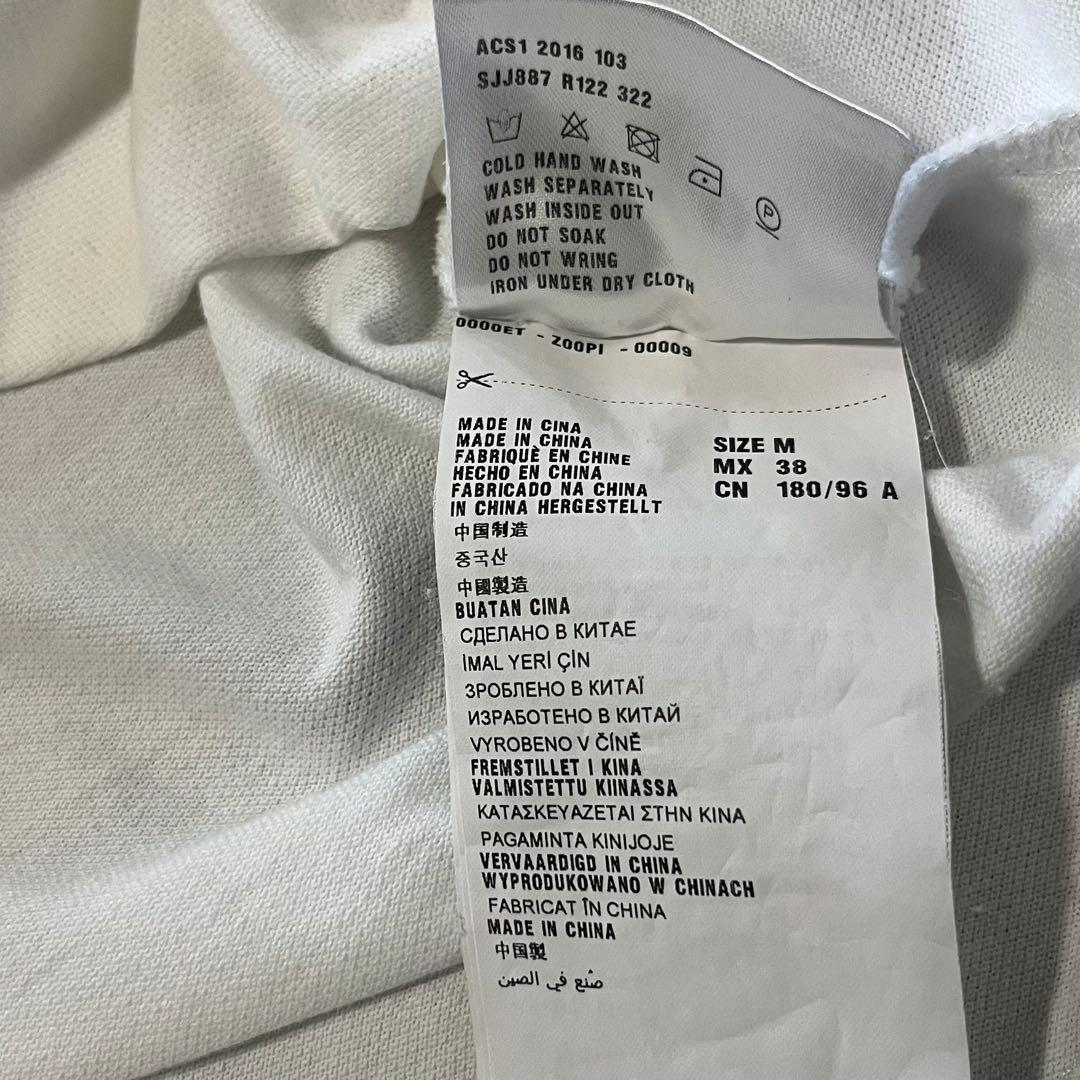 ACS1 2016 103
SJJ887 R122 322
COLD HAND WASH
WASH SEPARATELY
WASH INSIDE OUT
DO NOT SOAK
DO NOT WRING
IRON UNDER DRY CLOTH
P
0000ET - Z00PI - 00009
MADE IN CINA
MADE IN CHINA
FABRIQUÈ EN CHINE
HECHO EN CHINA
FABRICADO NA CHINA
IN CHINA HERGESTELLT
中国制造
중국산
中國製造
BUATAN CINA
СДЕЛАНО В КИТАЕ
İMAL YERİ ÇİN
ЗРОБЛЕНО В КИТАЇ
ИЗРАБОТЕНО В КИТАЙ
VYROBENO V ČÍNĚ
FREMSTILLET I KINA
VALMISTETTU KIINASSA
ΚΑΤΑΣΚΕΥΑΖΕΤΑΙ ΣΤΗΝ ΚΙΝΑ
PAGAMINTA KINIJOJE
VERVAARDIGD IN CHINA
WYPRODUKOWANO W CHINACH
FABRICAT ÎN CHINA
MADE IN CHINA
中国製
صُنع في الصين
SIZE M
MX 38
CN 180/96 A